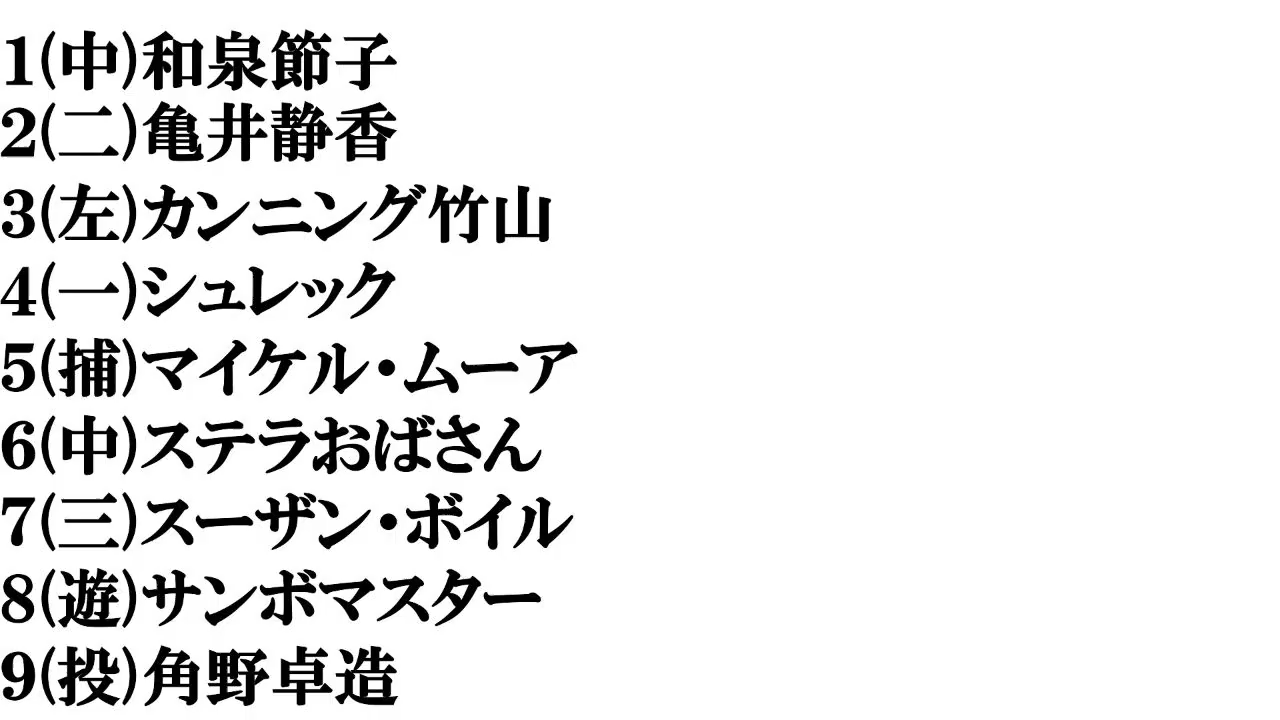 1(中)和泉節子
2(二)亀井静香
3(左)カンニング竹山
4(一)シュレック
5(捕)マイケル・ムーア
6(中)ステラおばさん
7(三)スーザン・ボイル
8(遊)サンボマスター
9(投)角野卓造